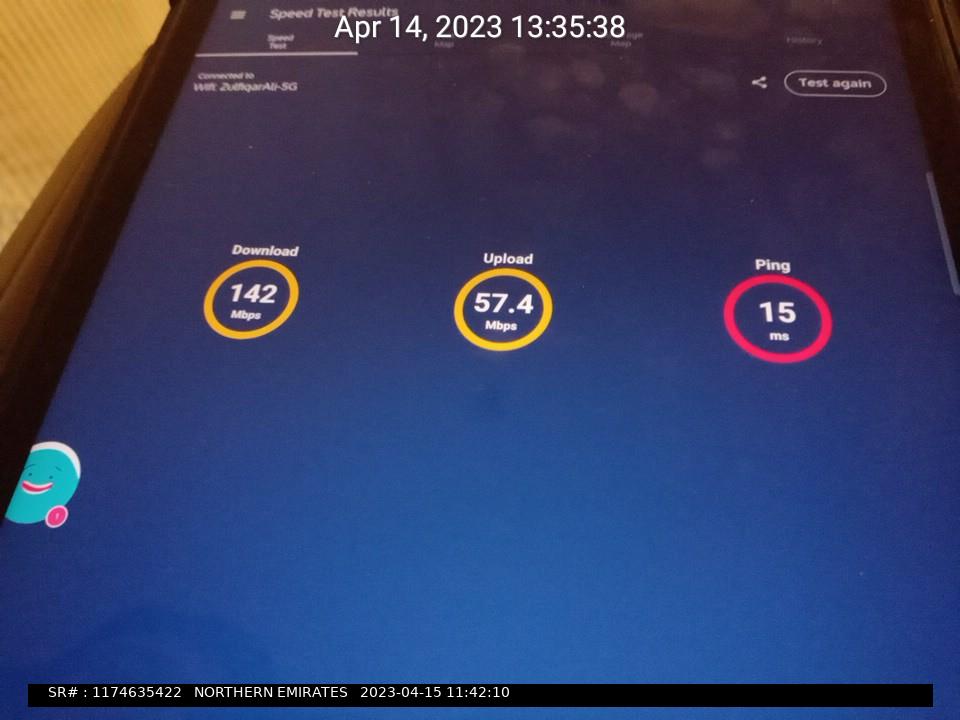 Speed Test Results
Apr 14, 2023 13:35:38
Speed
Test
Map
Map
History
Connected to
Wifi: ZulfiqarAli-5G
Test again
Download
142
Mbps
Upload
57.4
Mbps
Ping
15
ms
SR# : 1174635422 NORTHERN EMIRATES 2023-04-15 11:42:10